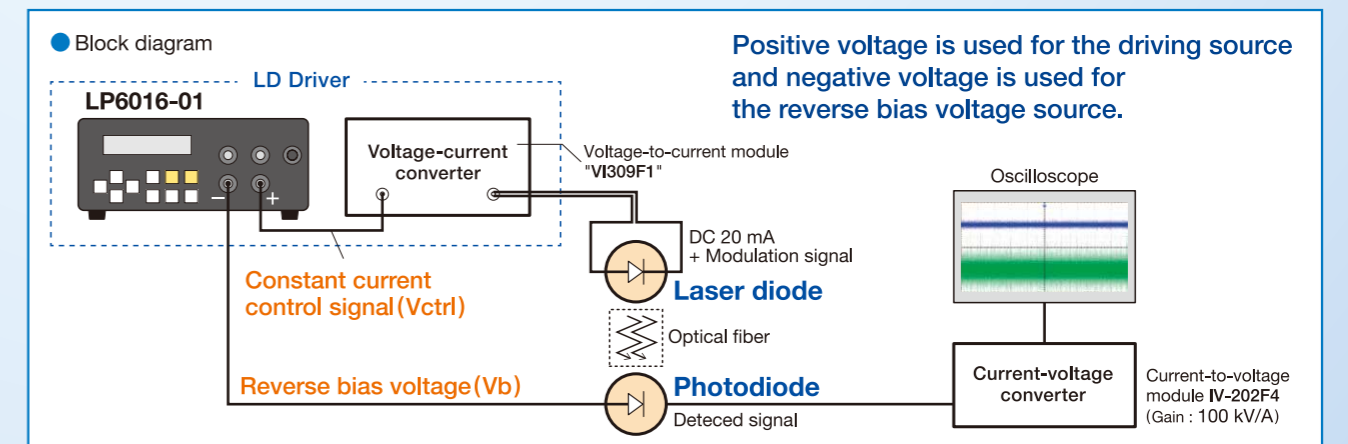 Block diagram
Positive voltage is used for the driving source
and negative voltage is used for
the reverse bias voltage source.
LD Driver
LP6016-01
Voltage-current
converter
Voltage-to-current module
"VI309F1"
Oscilloscope
− +
DC 20 mA
+ Modulation signal
Constant current
control signal(Vctrl)
Laser diode
Optical fiber
Reverse bias voltage(Vb)
Photodiode
Deteced signal
Current-voltage
converter
Current-to-voltage
module IV-202F4
(Gain : 100 kV/A)